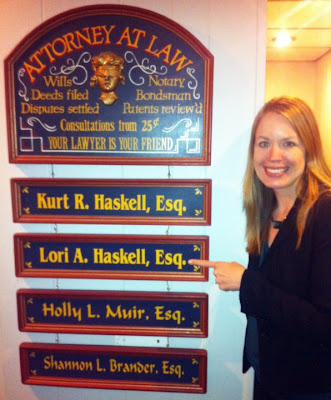 ATTORNEY AT LAW
Wills Notary
Deeds filed Bondsman
Disputes settled Patents review'd
Consultations from 25¢
YOUR LAWYER IS YOUR FRIEND
Kurt R. Haskell, Esq.
Lori A. Haskell, Esq.
Holly L. Muir, Esq.
Shannon L. Brander, Esq.